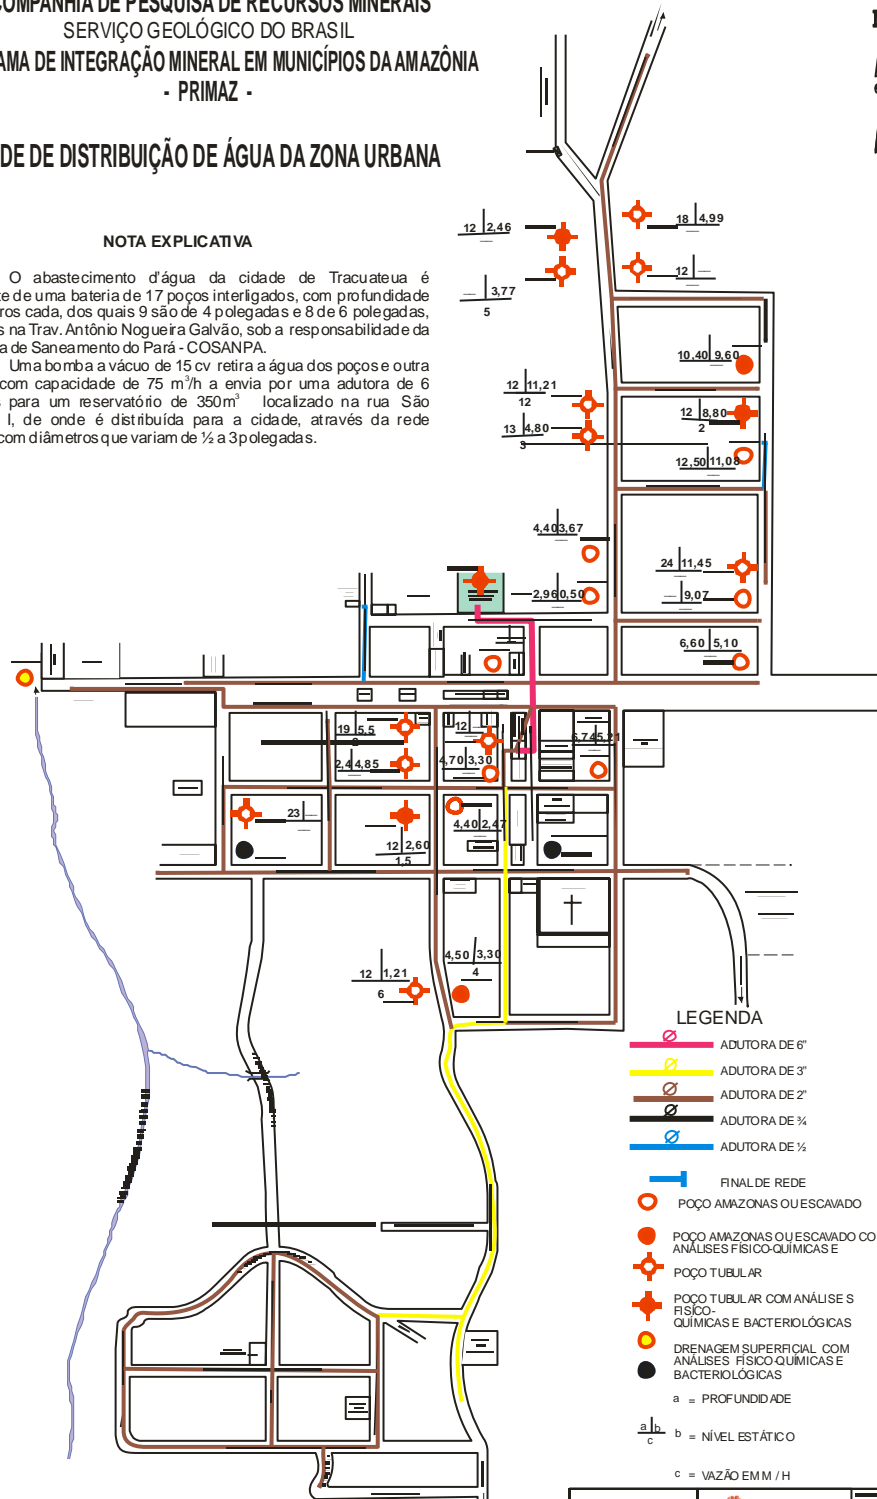 COMPANHIA DE PESQUISA DE RECURSOS MINERAIS
SERVIÇO GEOLÓGICO DO BRASIL
AMA DE INTEGRAÇÃO MINERAL EM MUNICÍPIOS DA AMAZÔNIA
- PRIMAZ -
DE DE DISTRIBUIÇÃO DE ÁGUA DA ZONA URBANA
NOTA EXPLICATIVA
O abastecimento d'água da cidade de Tracuateua é
te de uma bateria de 17 poços interligados, com profundidade
ros cada, dos quais 9 são de 4 polegadas e 8 de 6 polegadas,
s na Trav. Antônio Nogueira Galvão, sob a responsabilidade da
a de Saneamento do Pará - COSANPA.
Uma bomba a vácuo de 15 cv retira a água dos poços e outra
com capacidade de 75 m³/h a envia por uma adutora de 6
s para um reservatório de 350m³ localizado na rua São
I, de onde é distribuída para a cidade, através da rede
com diâmetros que variam de ½ a 3 polegadas.
12 2,46
18 4,99
3,77
5
12
10,40 9,60
12 11,21
12
12 8,80
2
13 4,80
3
12,50 11,08
4,40 3,67
24 11,45
2,96 0,50
9,07
6,60 5,10
19 5,5
12
6,74 5,21
2,4 4,85
4,70 3,30
23
4,40 2,47
12 2,60
1,5
4,50 3,30
4
12 1,21
6
LEGENDA
ADUTORA DE 6"
ADUTORA DE 3"
ADUTORA DE 2"
ADUTORA DE ¾
ADUTORA DE ½
FINAL DE REDE
POÇO AMAZONAS OU ESCAVADO
POÇO AMAZONAS OU ESCAVADO CO
ANÁLISES FÍSICO-QUÍMICAS E
POÇO TUBULAR
POÇO TUBULAR COM ANÁLISE S
FISÍCO-
QUÍMICAS E BACTERIOLÓGICAS
DRENAGEM SUPERFICIAL COM
ANÁLISES FÍSICO-QUÍMICAS E
BACTERIOLÓGICAS
a = PROFUNDIDADE
a b
c
b = NÍVEL ESTÁTICO
c = VAZÃO EM M / H